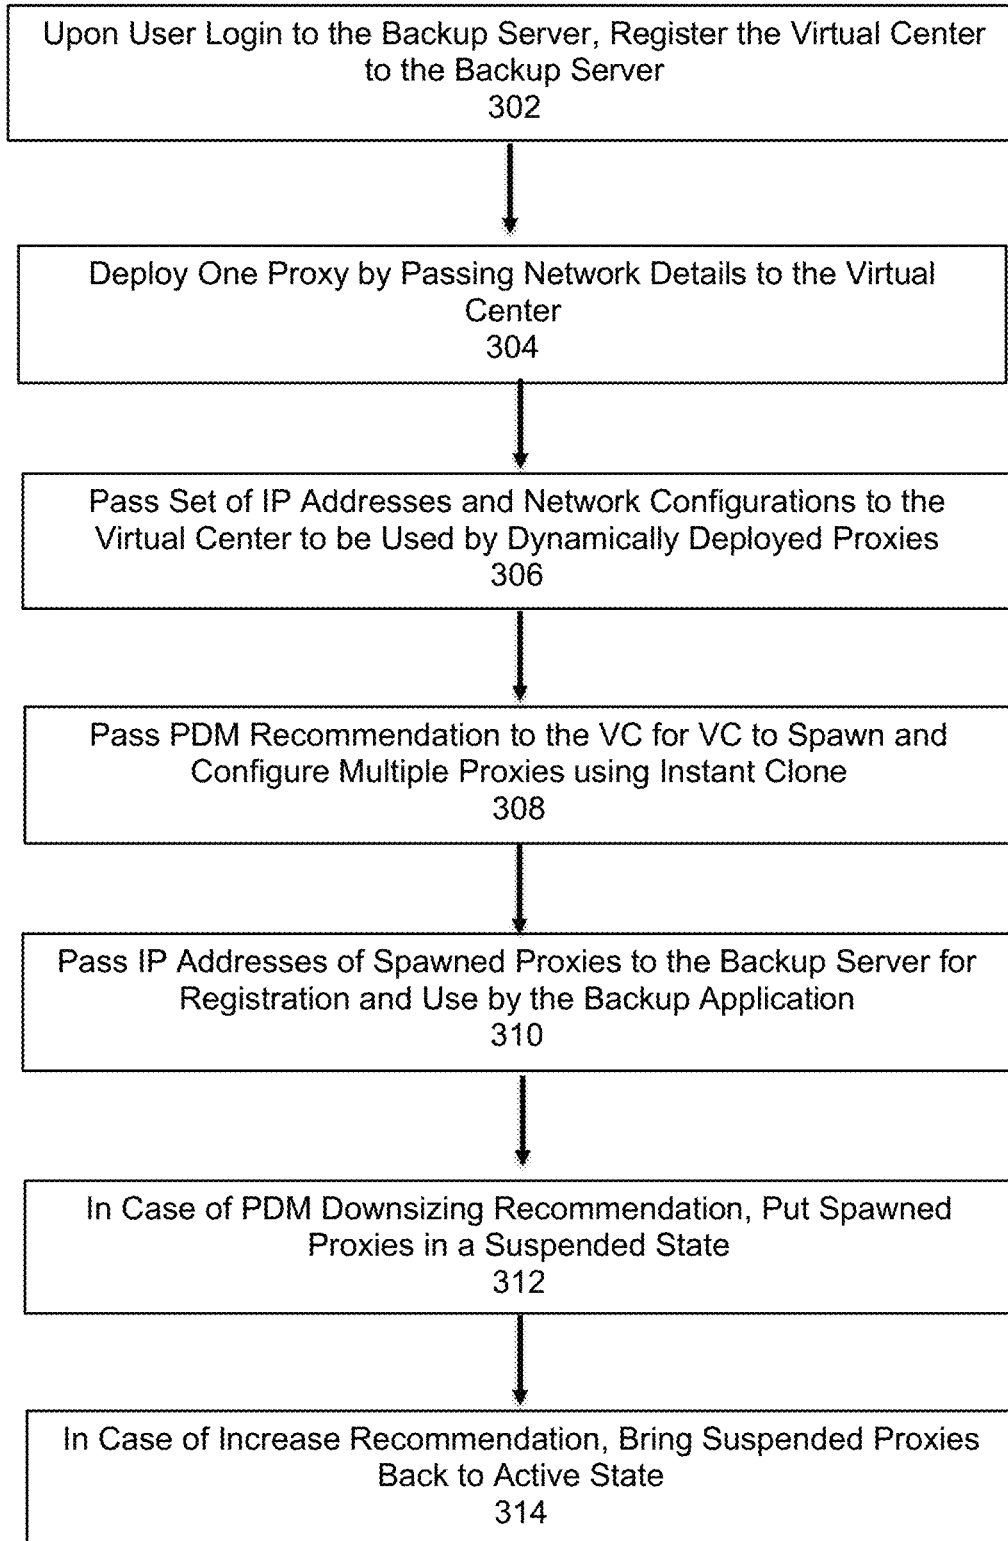 Upon User Login to the Backup Server, Register the Virtual Center
to the Backup Server
302
Deploy One Proxy by Passing Network Details to the Virtual
Center
304
Pass Set of IP Addresses and Network Configurations to the
Virtual Center to be Used by Dynamically Deployed Proxies
306
Pass PDM Recommendation to the VC for VC to Spawn and
Configure Multiple Proxies using Instant Clone
308
Pass IP Addresses of Spawned Proxies to the Backup Server for
Registration and Use by the Backup Application
310
In Case of PDM Downsizing Recommendation, Put Spawned
Proxies in a Suspended State
312
In Case of Increase Recommendation, Bring Suspended Proxies
Back to Active State
314